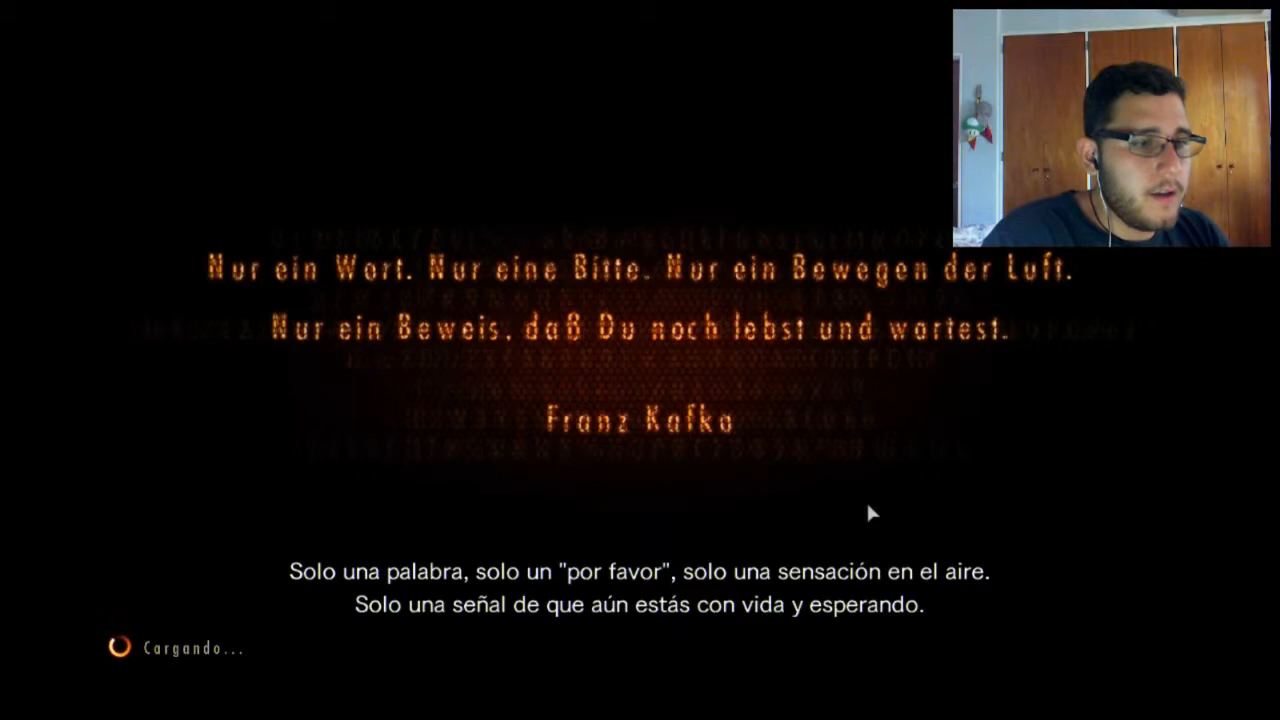 Nur ein Wort. Nur eine Bitte. Nur ein Bewegen der Luft.
Nur ein Beweis, daß Du noch lebst und wartest.
Franz Kafka
Solo una palabra, solo un "por favor", solo una sensación en el aire.
Solo una señal de que aún estás con vida y esperando.
Cargando...